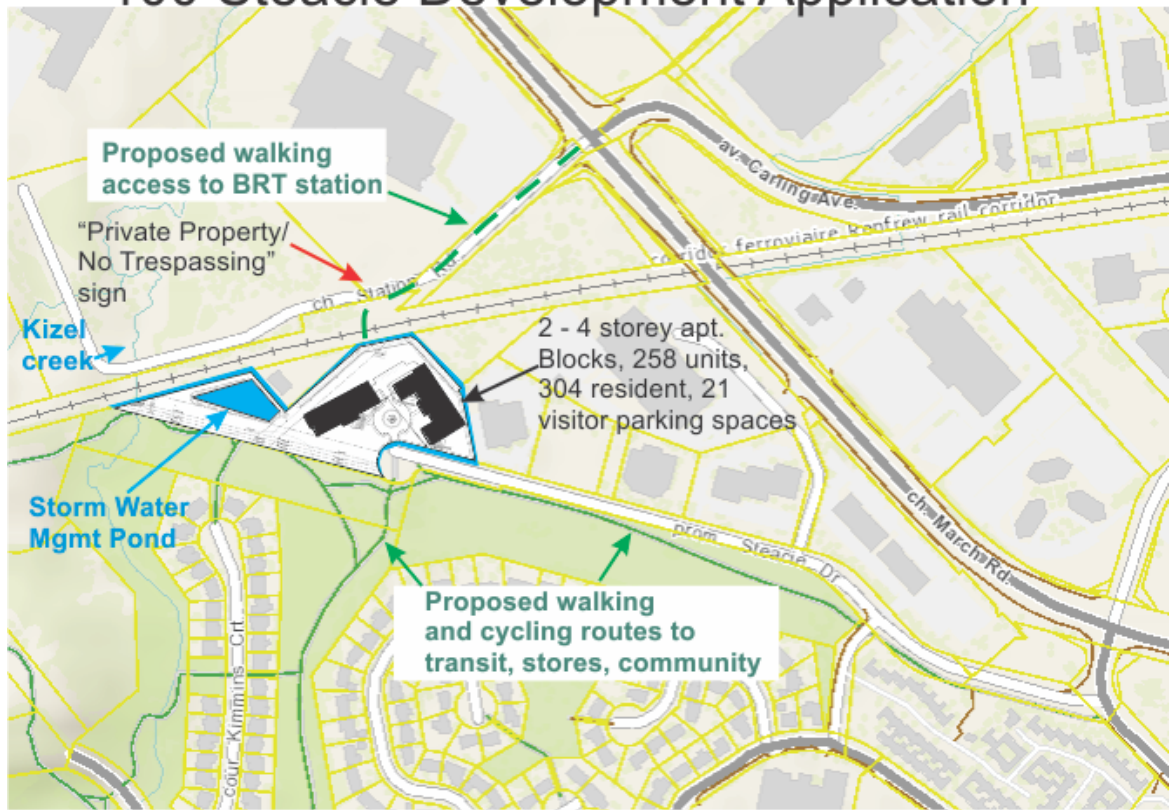 Steacie Development Application
Proposed walking
access to BRT station
"Private Property/
No Trespassing"
sign
Kizel
creek
Storm Water
Mgmt Pond
2 - 4 storey apt.
Blocks, 258 units,
304 resident, 21
visitor parking spaces
Proposed walking
and cycling routes to
transit, stores, community
av. Carling Ave.
corridor ferroviaire Renfrew rail corridor
ch. Station Rd.
prom. Steacie Dr.
ch. March Rd.
cour Kimmins Crt.